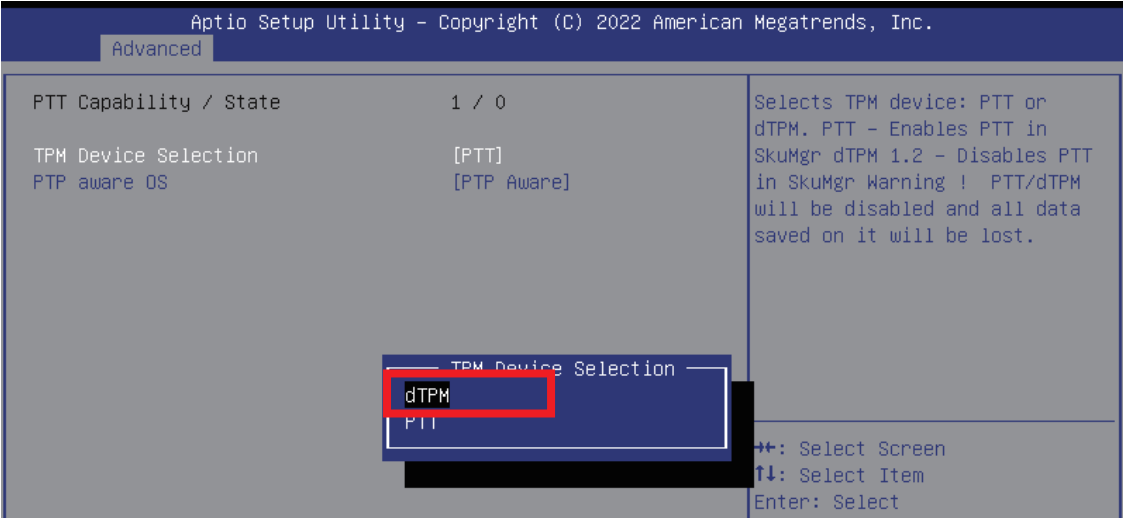 Aptio Setup Utility – Copyright (C) 2022 American Megatrends, Inc.
Advanced
PTT Capability / State 1 / 0
TPM Device Selection [PTT]
PTP aware OS [PTP Aware]
Selects TPM device: PTT or
dTPM. PTT – Enables PTT in
SkuMgr dTPM 1.2 – Disables PTT
in SkuMgr Warning ! PTT/dTPM
will be disabled and all data
saved on it will be lost.
TPM Device Selection
dTPM
PTT
→←: Select Screen
↑↓: Select Item
Enter: Select